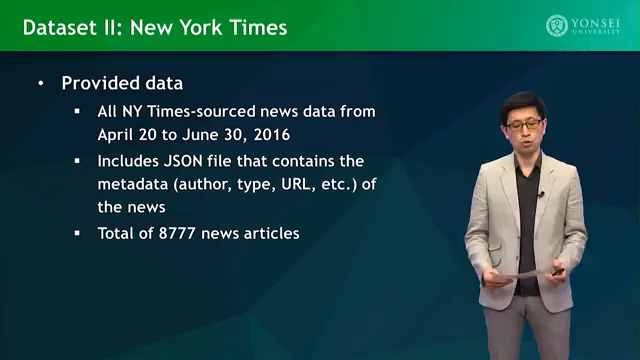 Dataset II: New York Times
YONSEI
UNIVERSITY
• Provided data
▪ All NY Times-sourced news data from
April 20 to June 30, 2016
▪ Includes JSON file that contains the
metadata (author, type, URL, etc.) of
the news
▪ Total of 8777 news articles